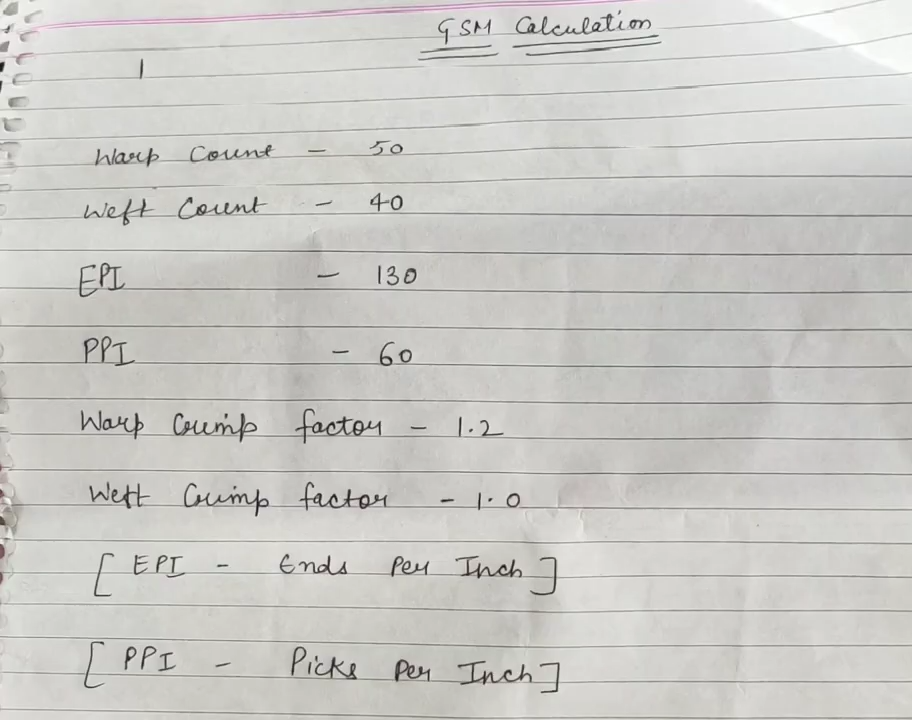 GSM Calculation
1
Warp Count - 50
Weft Count - 40
EPI - 130
PPI - 60
Warp Crimp factor - 1.2
Weft Crimp factor - 1.0
[ EPI - Ends Per Inch ]
[ PPI - Picks Per Inch ]